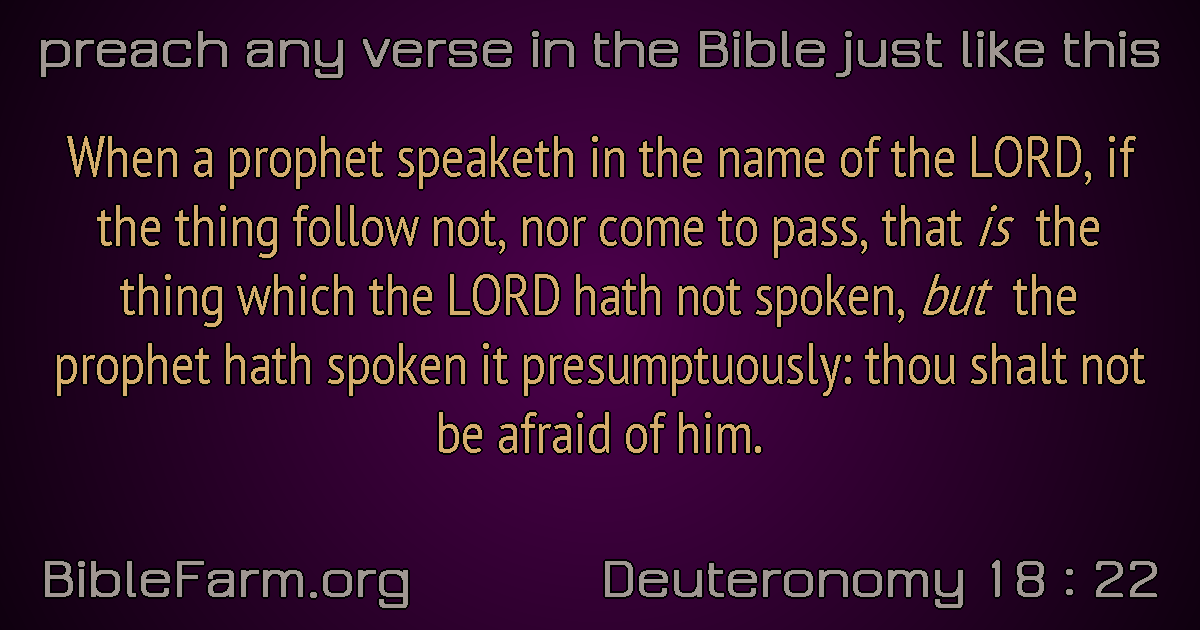 preach any verse in the Bible just like this
When a prophet speaketh in the name of the LORD, if
the thing follow not, nor come to pass, that is the
thing which the LORD hath not spoken, but the
prophet hath spoken it presumptuously: thou shalt not
be afraid of him.
BibleFarm.org
Deuteronomy 18 : 22